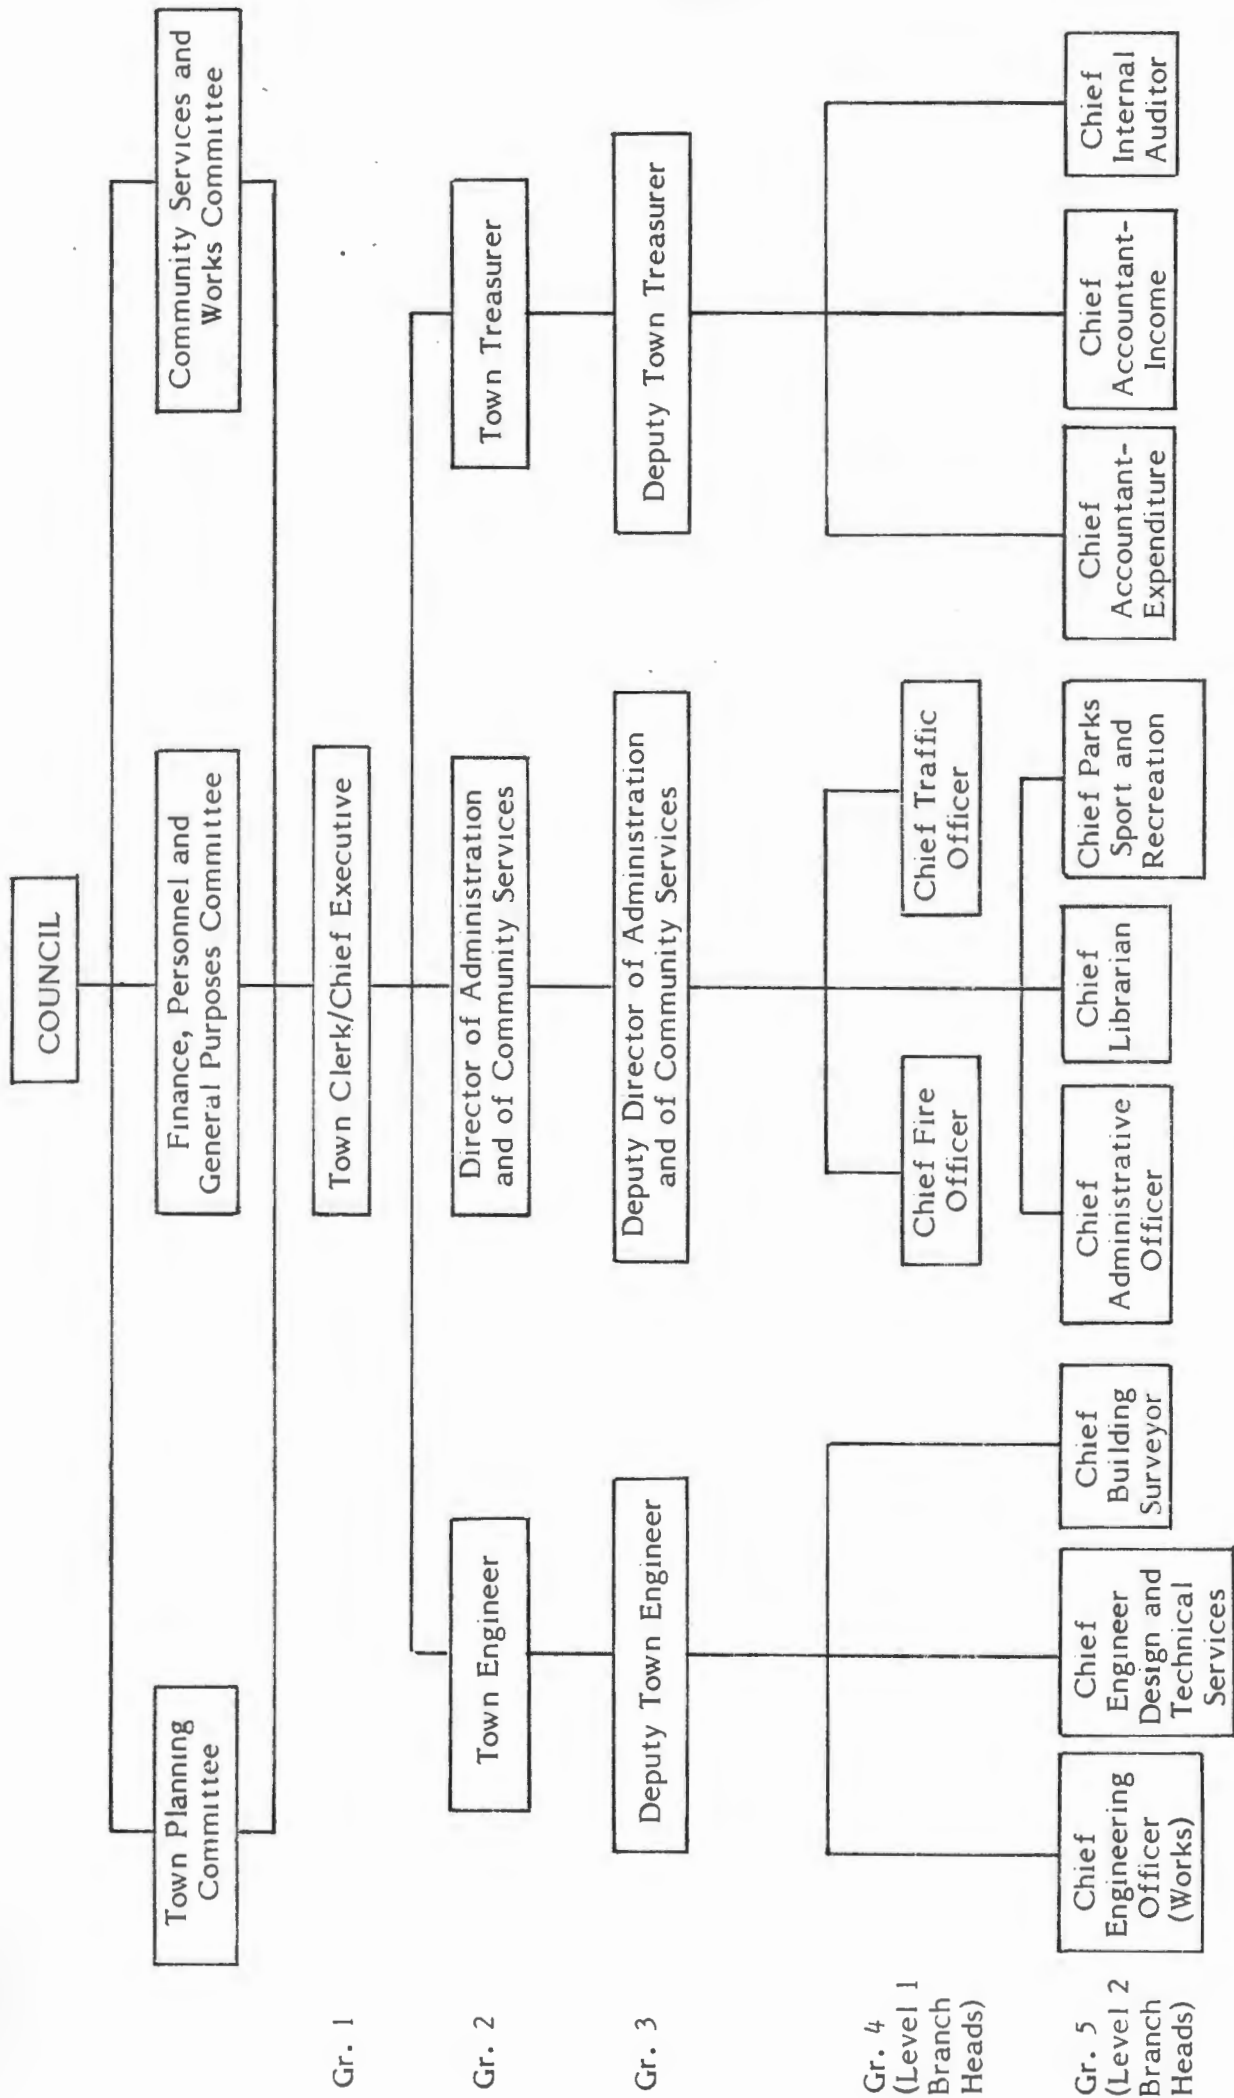 COUNCIL
Town Planning
Committee
Finance, Personnel and
General Purposes Committee
Community Services and
Works Committee
Gr. 1
Town Clerk/Chief Executive
Gr. 2
Town Engineer
Director of Administration
and of Community Services
Town Treasurer
Gr. 3
Deputy Town Engineer
Deputy Director of Administration
and of Community Services
Deputy Town Treasurer
Gr. 4
(Level 1
Branch
Heads)
Chief Fire
Officer
Chief Traffic
Officer
Gr. 5
(Level 2
Branch
Heads)
Chief
Engineering
Officer
(Works)
Chief
Engineer
Design and
Technical
Services
Chief
Building
Surveyor
Chief
Administrative
Officer
Chief
Librarian
Chief Parks
Sport and
Recreation
Chief
Accountant-
Expenditure
Chief
Accountant-
Income
Chief
Internal
Auditor